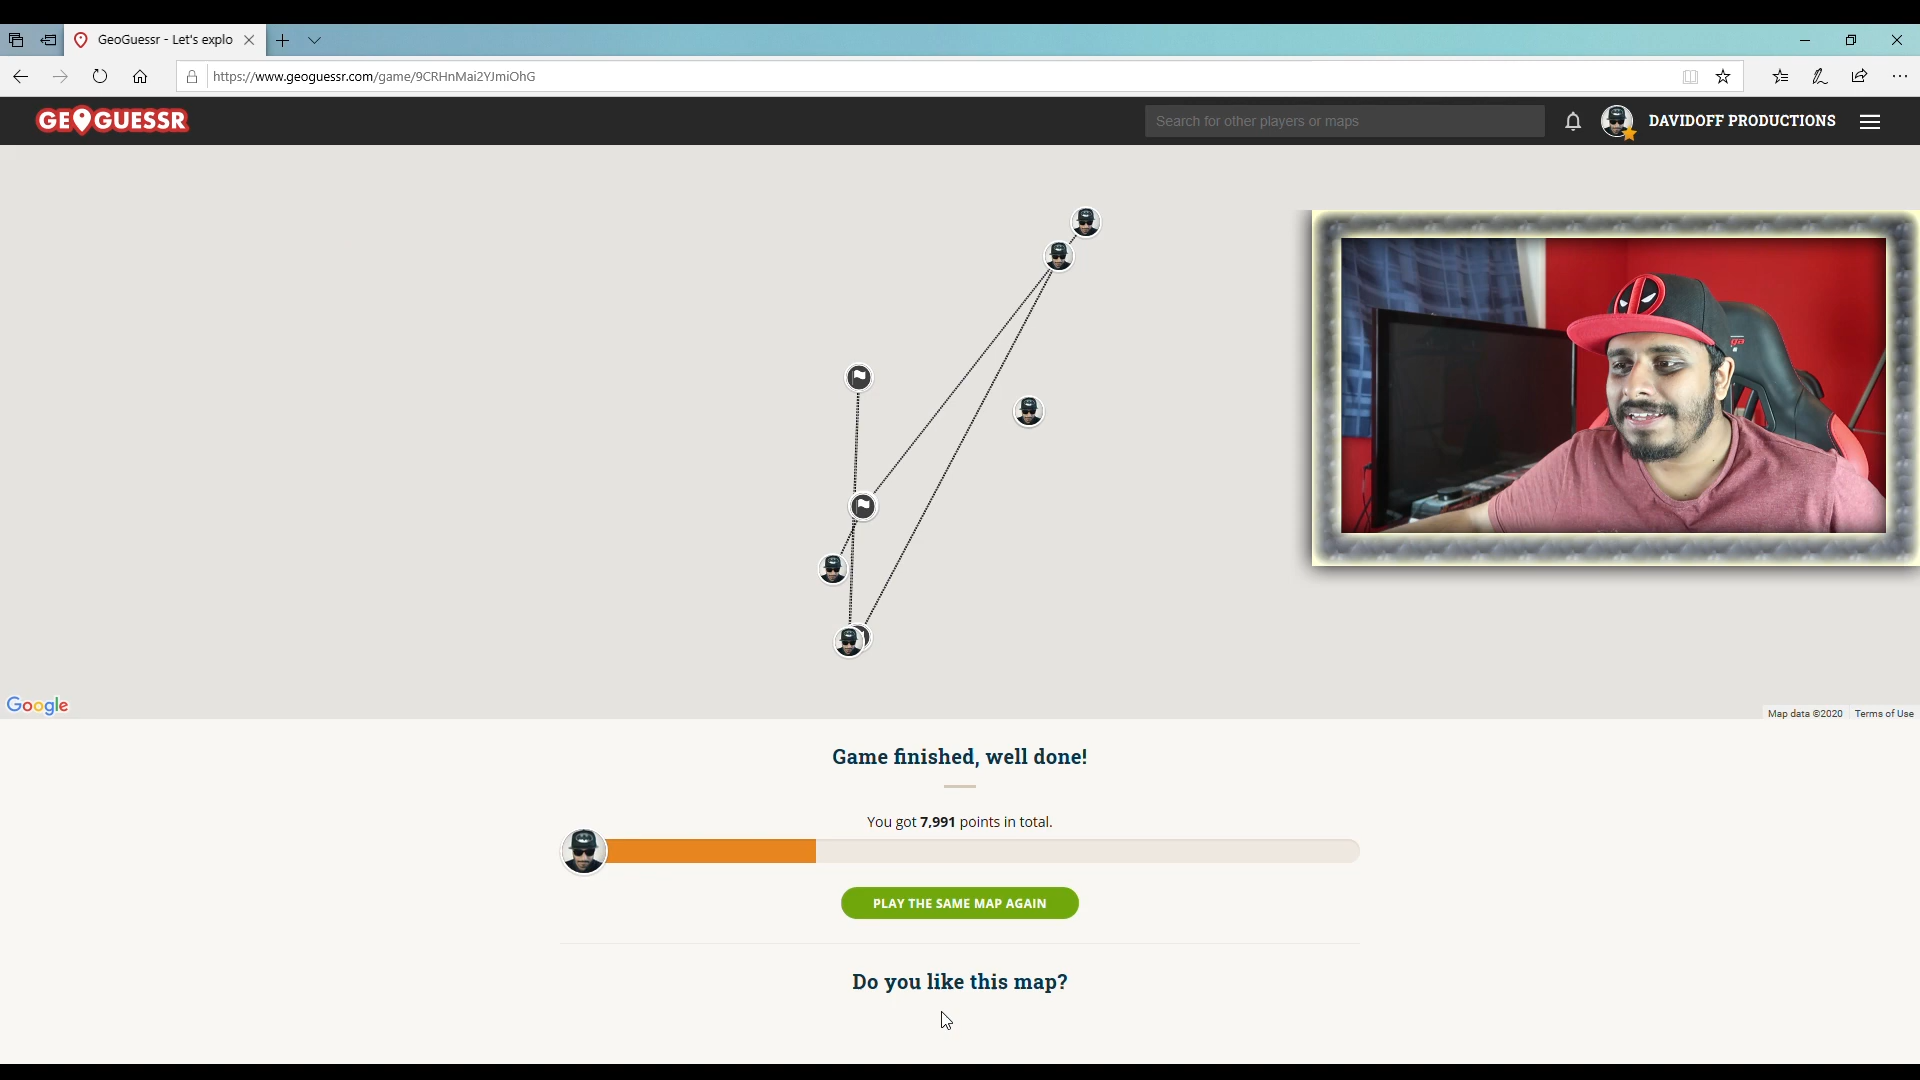 GeoGuessr - Let's explo
https://www.geoguessr.com/game/9CRHnMai2YJmiOhG
GEOGUESSR
Search for other players or maps
DAVIDOFF PRODUCTIONS
Google
Map data ©2020
Terms of Use
Game finished, well done!
You got 7,991 points in total.
PLAY THE SAME MAP AGAIN
Do you like this map?